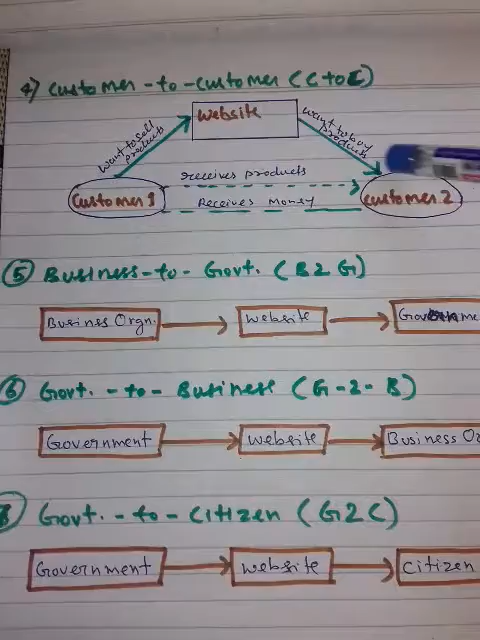 4) Customer-to-Customer (C to C)
Website
want to sell products
want to buy products
receives products
Customer 1
Customer 2
Receives Money
5 Business-to-Govt. (B2G)
Business Orgn.
Website
6 Govt.-to-Business (G-2-B)
Government
Website
Business Or
Govt.-to-Citizen (G2C)
Government
Website
Citizen